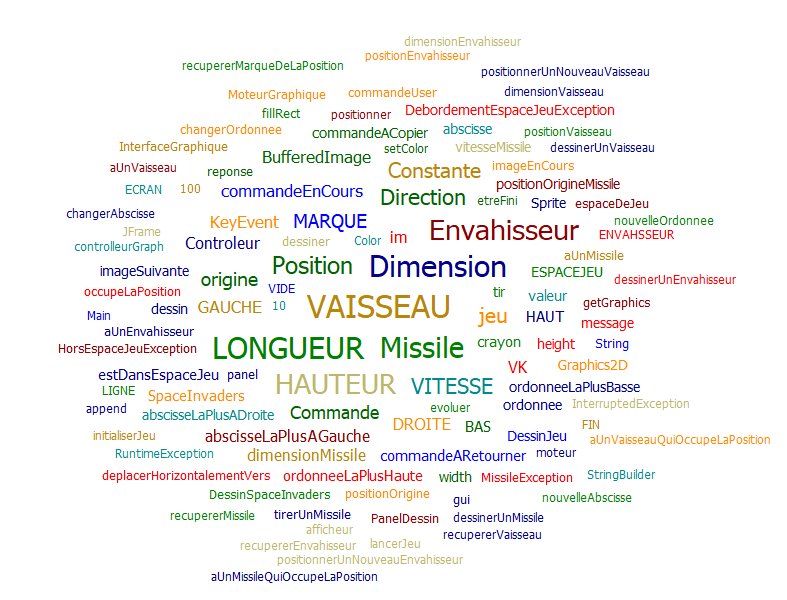 dimensionEnvahisseur
positionEnvahisseur
recupererMarqueDeLaPosition
positionnerUnNouveauVaisseau
MoteurGraphique commandeUser dimensionVaisseau
fillRect positionner DebordementEspaceJeuException
changerOrdonnee commandeACopier abscisse positionVaisseau
InterfaceGraphique setColor vitesseMissile dessinerUnVaisseau
BufferedImage
aUnVaisseau reponse Constante imageEnCours
ECRAN 100 commandeEnCours Direction positionOrigineMissile
etreFini Sprite espaceDeJeu
changerAbscisse KeyEvent MARQUE nouvelleOrdonnee
JFrame Envahisseur ENVAHSSEUR
controlleurGraph Controleur dessiner Color im
aUnMissile
imageSuivante Position Dimension ESPACEJEU
origine dessinerUnEnvahisseur
occupeLaPosition VIDE tir valeur
dessin GAUCHE 10 VAISSEAU getGraphics
Main jeu HAUT message
aUnEnvahisseur
HorsEspaceJeuException LONGUEUR Missile crayon height String
estDansEspaceJeu panel VK Graphics2D
LIGNE HAUTEUR VITESSE ordonneeLaPlusBasse
SpaceInvaders
append abscisseLaPlusADroite Commande evoluer ordonnee InterruptedException
initialiserJeu abscisseLaPlusAGauche DROITE BAS DessinJeu FIN
aUnVaisseauQuiOccupeLaPosition
RuntimeException dimensionMissile commandeARetourner moteur
deplacerHorizontalementVers ordonneeLaPlusHaute width MissileException StringBuilder
DessinSpaceInvaders positionOrigine gui nouvelleAbscisse
recupererMissile tirerUnMissile PanelDessin dessinerUnMissile
afficheur recupererVaisseau
recupererEnvahisseur lancerJeu
positionnerUnNouveauEnvahisseur
aUnMissileQuiOccupeLaPosition